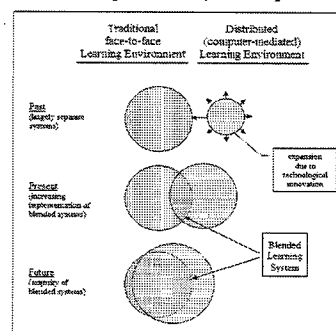 Traditional
face-to-face
Learning Environment
Distributed
(computer-mediated)
Learning Environment
Past
(largely separate
systems)
expansion
due to
technological
innovation
Present
(increasing
implementation of
blended systems)
Blended
Learning
System
Future
(majority of
blended systems)